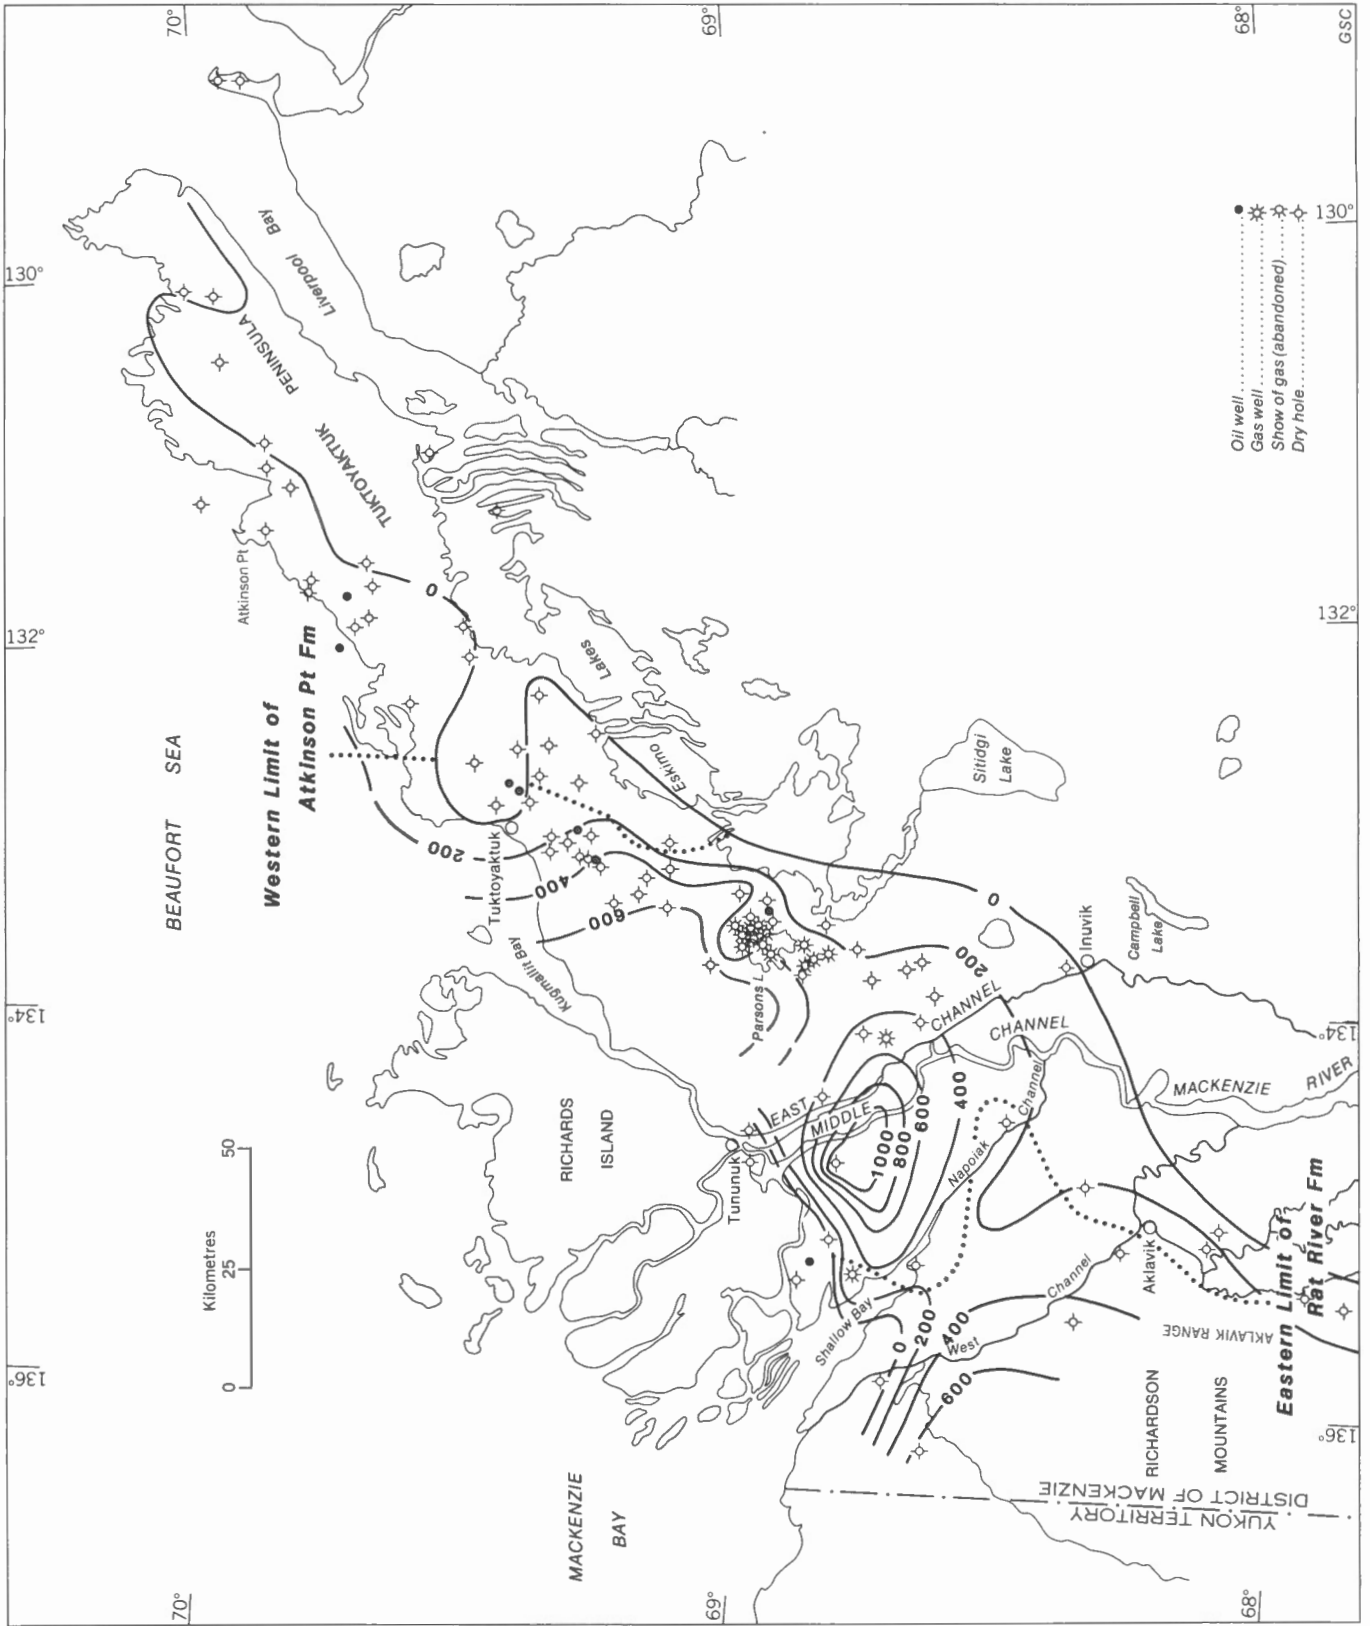 70°
69°
68°
GSC
130°
130°
132°
132°
134°
134°
136°
136°
70°
69°
68°
Liverpool
Bay
TUKTOYAKTUK
PENINSULA
Atkinson Pt
BEAUFORT SEA
Western Limit of
Atkinson Pt Fm
Oil well
Gas well
Show of gas (abandoned)
Dry hole
0
Eskimo
Lakes
Sitidgi
Lake
Tuktoyaktuk
200
400
600
Kugmallit Bay
Parsons L
200
0
Inuvik
Campbell
Lake
RICHARDS
ISLAND
Tununuk
EAST
CHANNEL
MIDDLE
CHANNEL
MACKENZIE
RIVER
1000
800
600
400
Napoiak
Channel
Kilometres
0
25
50
Shallow Bay
0
200
400
600
West
Channel
Aklavik
AKLAVIK RANGE
Eastern Limit of
Rat River Fm
RICHARDSON
MOUNTAINS
MACKENZIE
BAY
DISTRICT OF MACKENZIE
YUKON TERRITORY